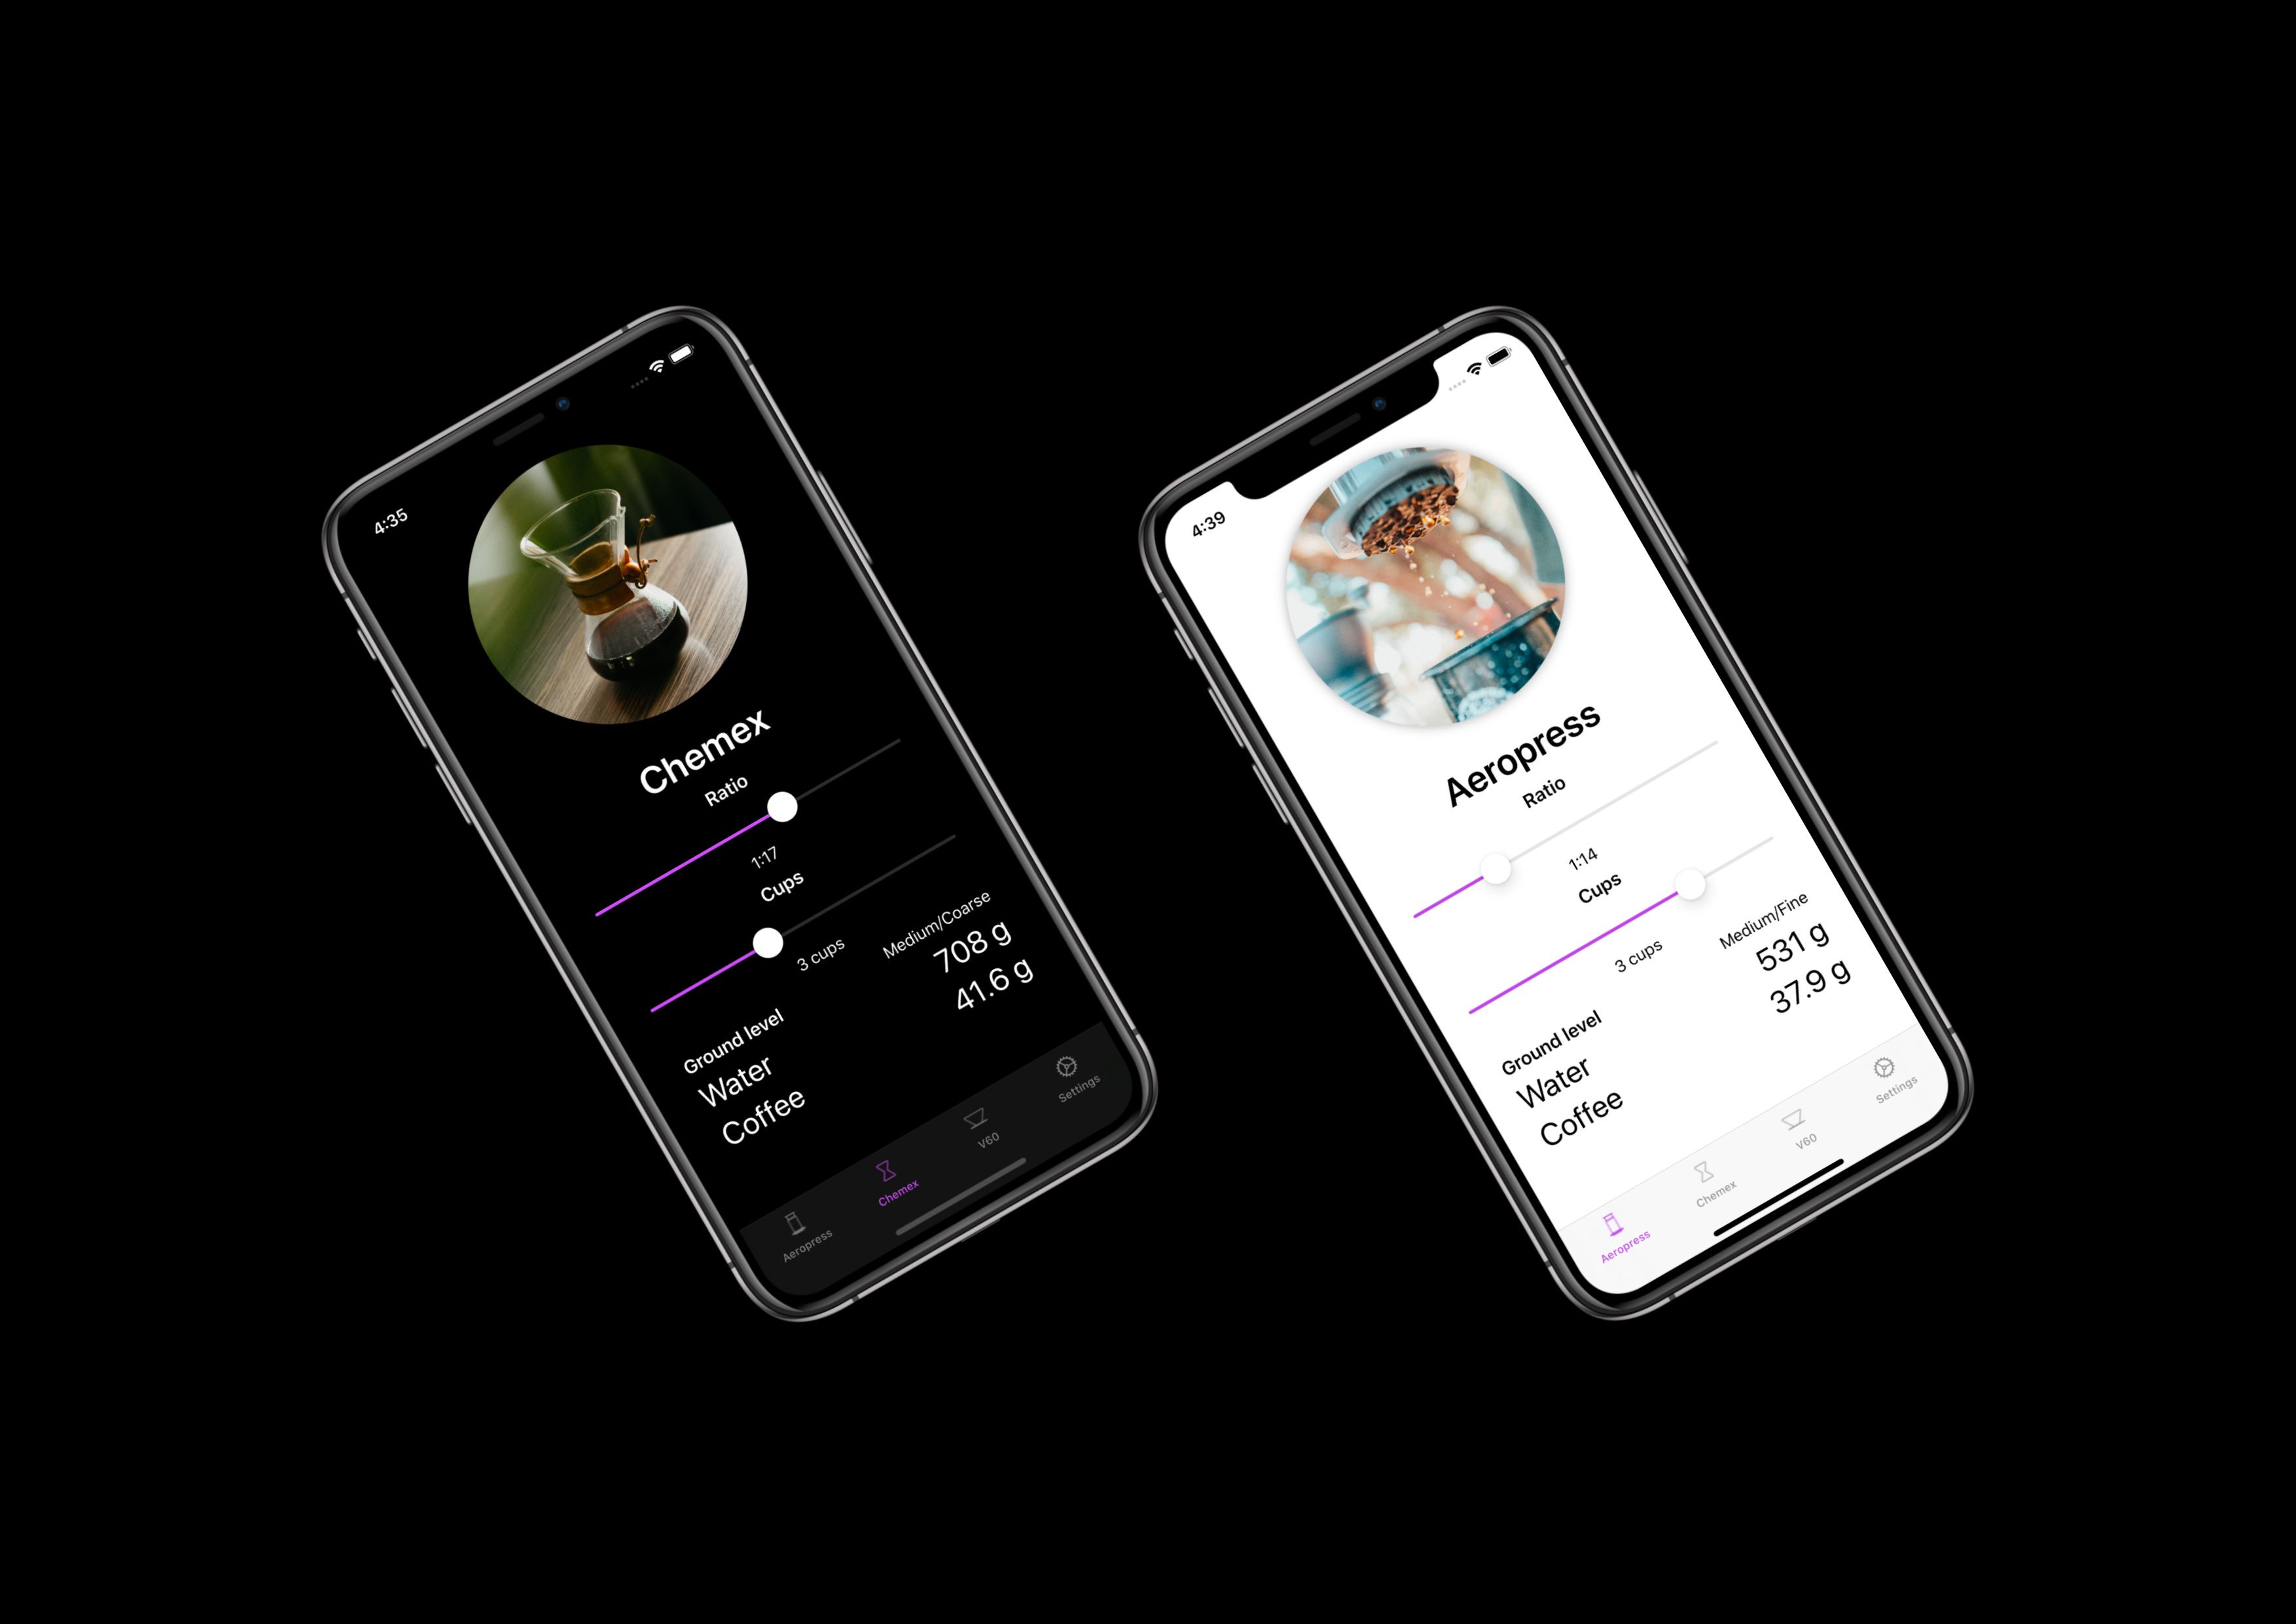 4:35
Chemex
Ratio
1:17
Cups
3 cups
Ground level Medium/Coarse
Water 708 g
Coffee 41.6 g
Aeropress Chemex V60 Settings
4:39
Aeropress
Ratio
1:14
Cups
3 cups
Ground level Medium/Fine
Water 531 g
Coffee 37.9 g
Aeropress Chemex V60 Settings